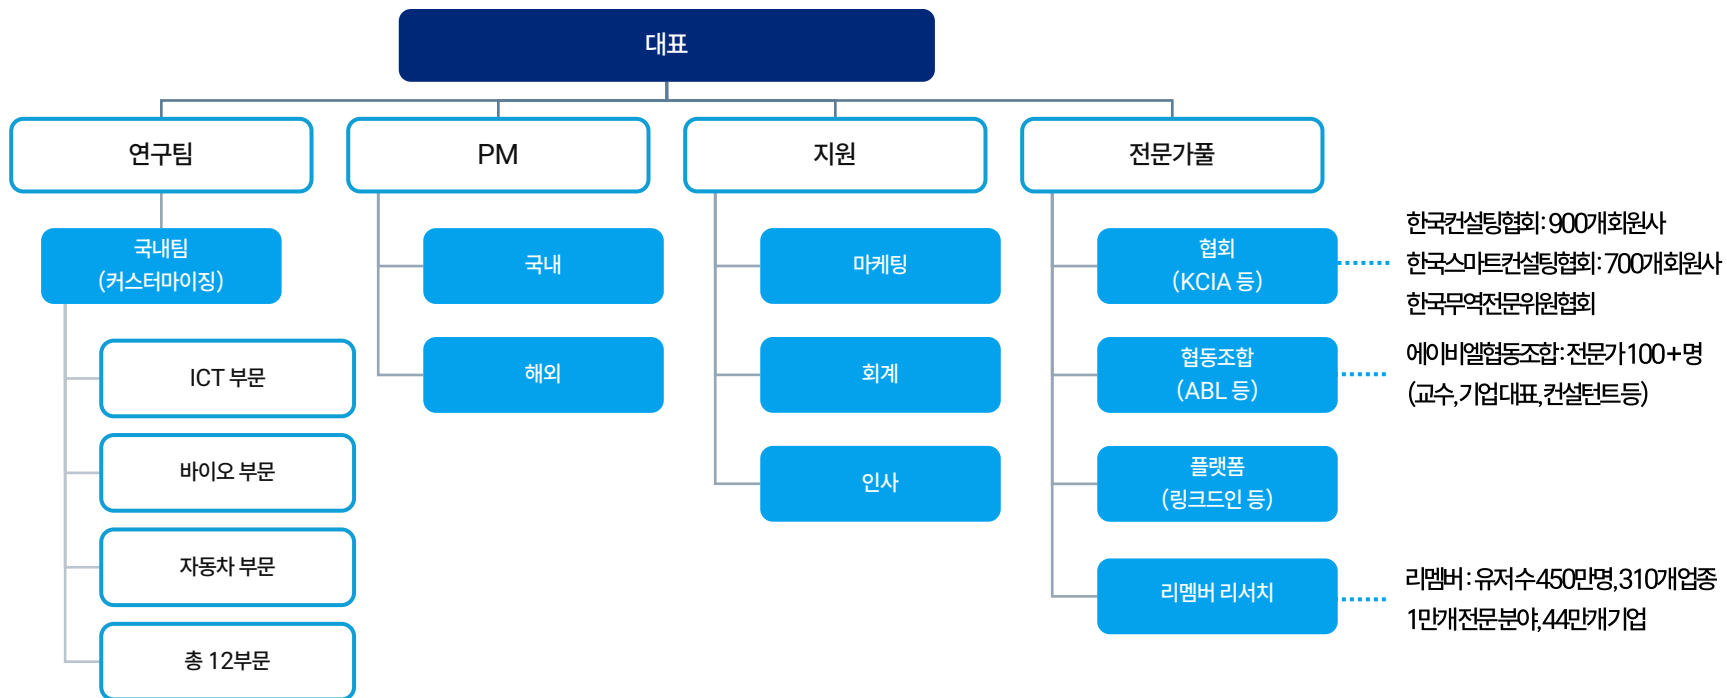 대표
연구팀
PM
지원
전문가풀
국내팀
(커스터마이징)
ICT 부문
바이오 부문
자동차 부문
총 12부문
국내
해외
마케팅
회계
인사
협회
(KCIA 등)
한국컨설팅협회: 900개회원사
한국스마트컨설팅협회: 700개회원사
한국무역전문위원협회
협동조합
(ABL 등)
에이비엘협동조합: 전문가 100+명
(교수, 기업 대표, 컨설턴트 등)
플랫폼
(링크드인 등)
리멤버 리서치
리멤버 : 유저 수 450만명, 310개 업종
1만개 전문 분야, 44만개 기업